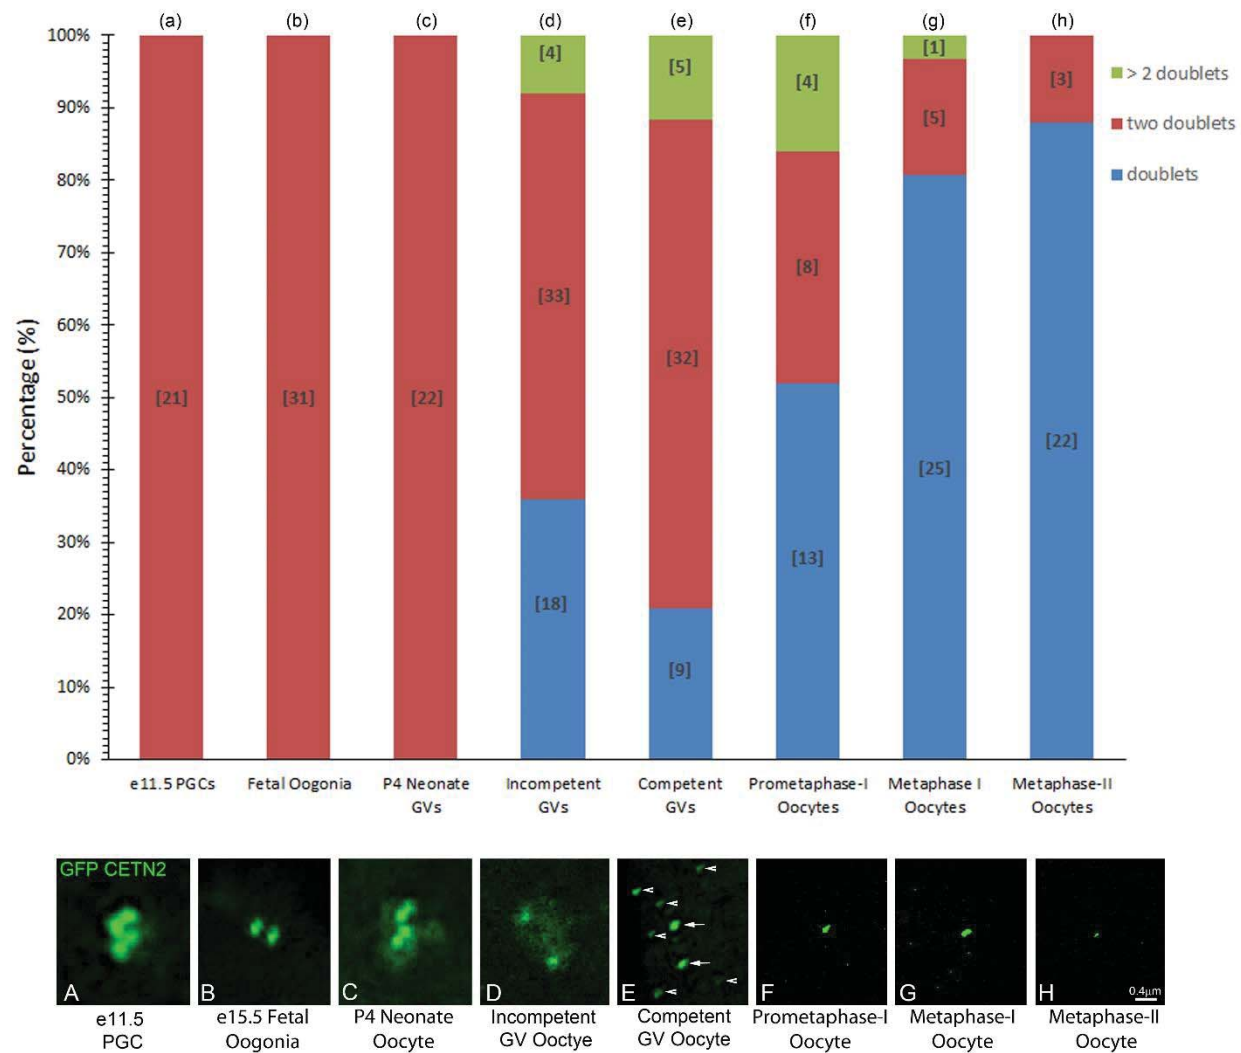 (a) (b) (c) (d) (e) (f) (g) (h)
100%
90%
80%
70%
60%
50%
40%
30%
20%
10%
0%
Percentage (%)
[21]
[31]
[22]
[4]
[33]
[18]
[5]
[32]
[9]
[4]
[8]
[13]
[1]
[5]
[25]
[3]
[22]
> 2 doublets
two doublets
doublets
e11.5 PGCs
Fetal Oogonia
P4 Neonate
GVs
Incompetent
GVs
Competent
GVs
Prometaphase-I
Oocytes
Metaphase I
Oocytes
Metaphase-II
Oocytes
GFP CETN2
A
B
C
D
E
F
G
H
0.4μm
e11.5
PGC
e15.5 Fetal
Oogonia
P4 Neonate
Oocyte
Incompetent
GV Ooctye
Competent
GV Oocyte
Prometaphase-I
Oocyte
Metaphase-I
Oocyte
Metaphase-II
Oocyte